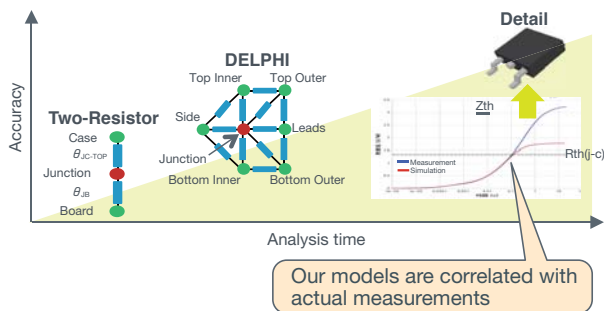 Detail
DELPHI
Top Inner
Top Outer
Accuracy
Two-Resistor
Case
θJC-TOP
Junction
θJB
Board
Side
Leads
Junction
Bottom Inner
Bottom Outer
Zth
Measurement
Simulation
Rth(j-c)
Analysis time
Our models are correlated with
actual measurements